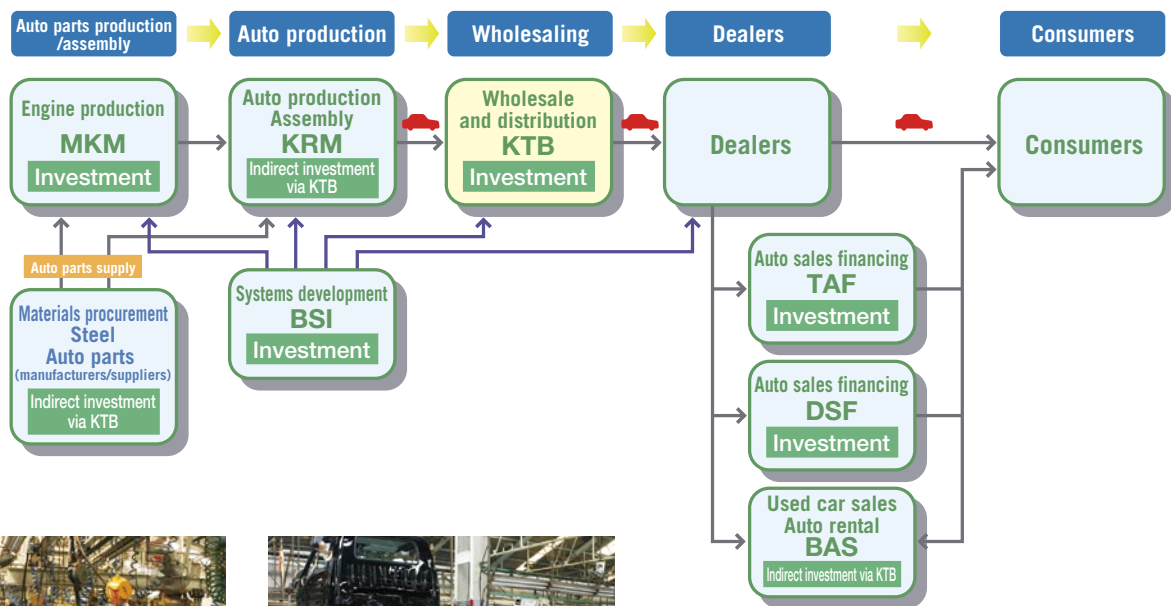 Auto parts production
/assembly
Auto production
Wholesaling
Dealers
Consumers
Engine production
MKM
Investment
Auto production
Assembly
KRM
Indirect investment
via KTB
Wholesale
and distribution
KTB
Investment
Dealers
Consumers
Auto parts supply
Materials procurement
Steel
Auto parts
(manufacturers/suppliers)
Indirect investment
via KTB
Systems development
BSI
Investment
Auto sales financing
TAF
Investment
Auto sales financing
DSF
Investment
Used car sales
Auto rental
BAS
Indirect investment via KTB